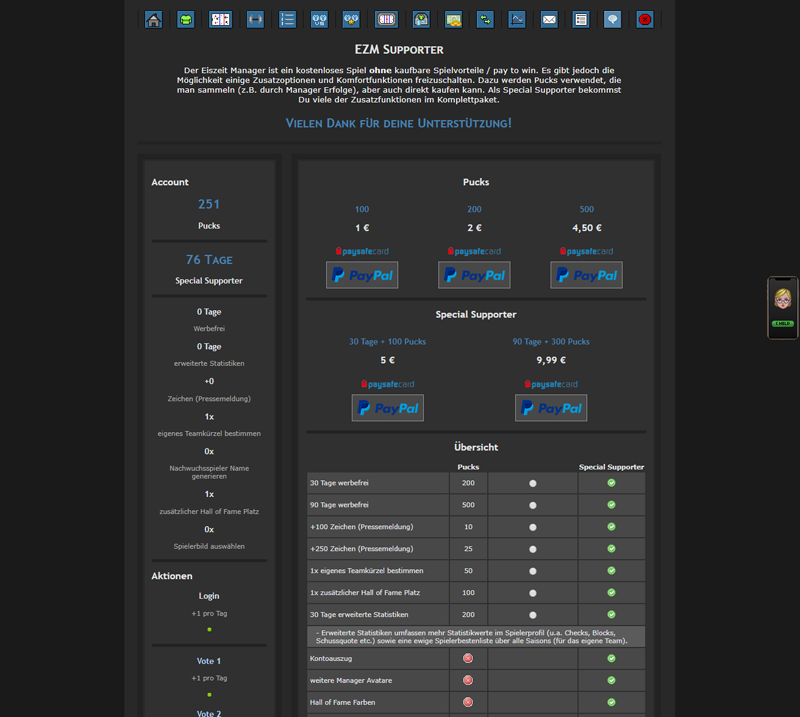 EZM Supporter
Der Eiszeit Manager ist ein kostenloses Spiel ohne kaufbare Spielvorteile / pay to win. Es gibt jedoch die
Möglichkeit einige Zusatzoptionen und Komfortfunktionen freizuschalten. Dazu werden Pucks verwendet, die
man sammeln (z.B. durch Manager Erfolge), aber auch direkt kaufen kann. Als Special Supporter bekommst
Du viele der Zusatzfunktionen im Komplettpaket.
Vielen Dank für deine Unterstützung!
Account
251
Pucks
76 Tage
Special Supporter
0 Tage
Werbefrei
0 Tage
erweiterte Statistiken
+0
Zeichen (Pressemeldung)
1x
eigenes Teamkürzel bestimmen
0x
Nachwuchsspieler Name
generieren
1x
zusätzlicher Hall of Fame Platz
0x
Spielerbild auswählen
Aktionen
Login
+1 pro Tag
Vote 1
+1 pro Tag
Vote 2
Pucks
100 200 500
1 € 2 € 4,50 €
paysafecard paysafecard paysafecard
PayPal PayPal PayPal
Special Supporter
30 Tage + 100 Pucks 90 Tage + 300 Pucks
5 € 9,99 €
paysafecard paysafecard
PayPal PayPal
Übersicht
Pucks Special Supporter
30 Tage werbefrei 200
90 Tage werbefrei 500
+100 Zeichen (Pressemeldung) 10
+250 Zeichen (Pressemeldung) 25
1x eigenes Teamkürzel bestimmen 50
1x zusätzlicher Hall of Fame Platz 100
30 Tage erweiterte Statistiken 200
- Erweiterte Statistiken umfassen mehr Statistikwerte im Spielerprofil (u.a. Checks, Blocks,
Schussquote etc.) sowie eine ewige Spielerbestenliste über alle Saisons (für das eigene Team).
Kontoauszug
weitere Manager Avatare
Hall of Fame Farben